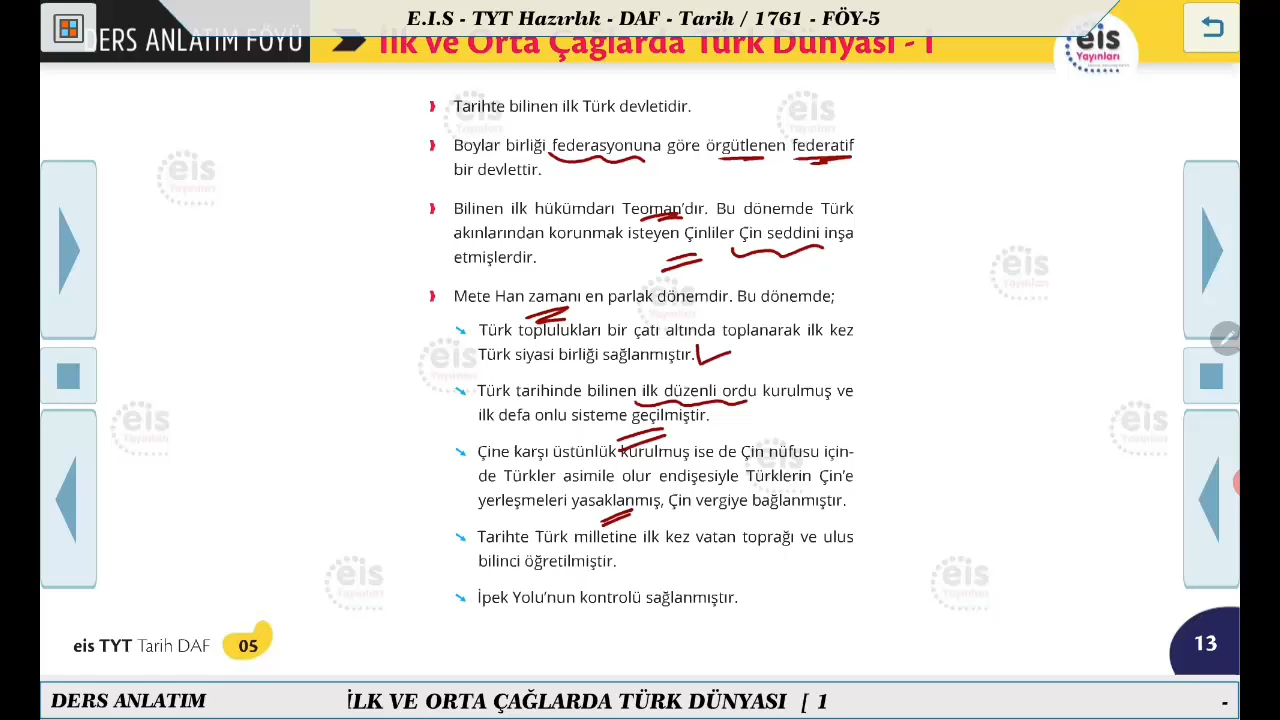 E.I.S - TYT Hazırlık - DAF - Tarih / 1761 - FÖY-5
DERS ANLATIM FÖYÜ
İlk ve Orta Çağlarda Türk Dünyası - I
eis
Yayınları
Tarihte bilinen ilk Türk devletidir.
Boylar birliği federasyonuna göre örgütlenen federatif
bir devlettir.
Bilinen ilk hükümdarı Teoman’dır. Bu dönemde Türk
akınlarından korunmak isteyen Çinliler Çin seddini inşa
etmişlerdir.
Mete Han zamanı en parlak dönemdir. Bu dönemde;
Türk toplulukları bir çatı altında toplanarak ilk kez
Türk siyasi birliği sağlanmıştır.
Türk tarihinde bilinen ilk düzenli ordu kurulmuş ve
ilk defa onlu sisteme geçilmiştir.
Çine karşı üstünlük kurulmuş ise de Çin nüfusu için-
de Türkler asimile olur endişesiyle Türklerin Çin’e
yerleşmeleri yasaklanmış, Çin vergiye bağlanmıştır.
Tarihte Türk milletine ilk kez vatan toprağı ve ulus
bilinci öğretilmiştir.
İpek Yolu’nun kontrolü sağlanmıştır.
eis TYT Tarih DAF 05
13
DERS ANLATIM İLK VE ORTA ÇAĞLARDA TÜRK DÜNYASI [ 1 -